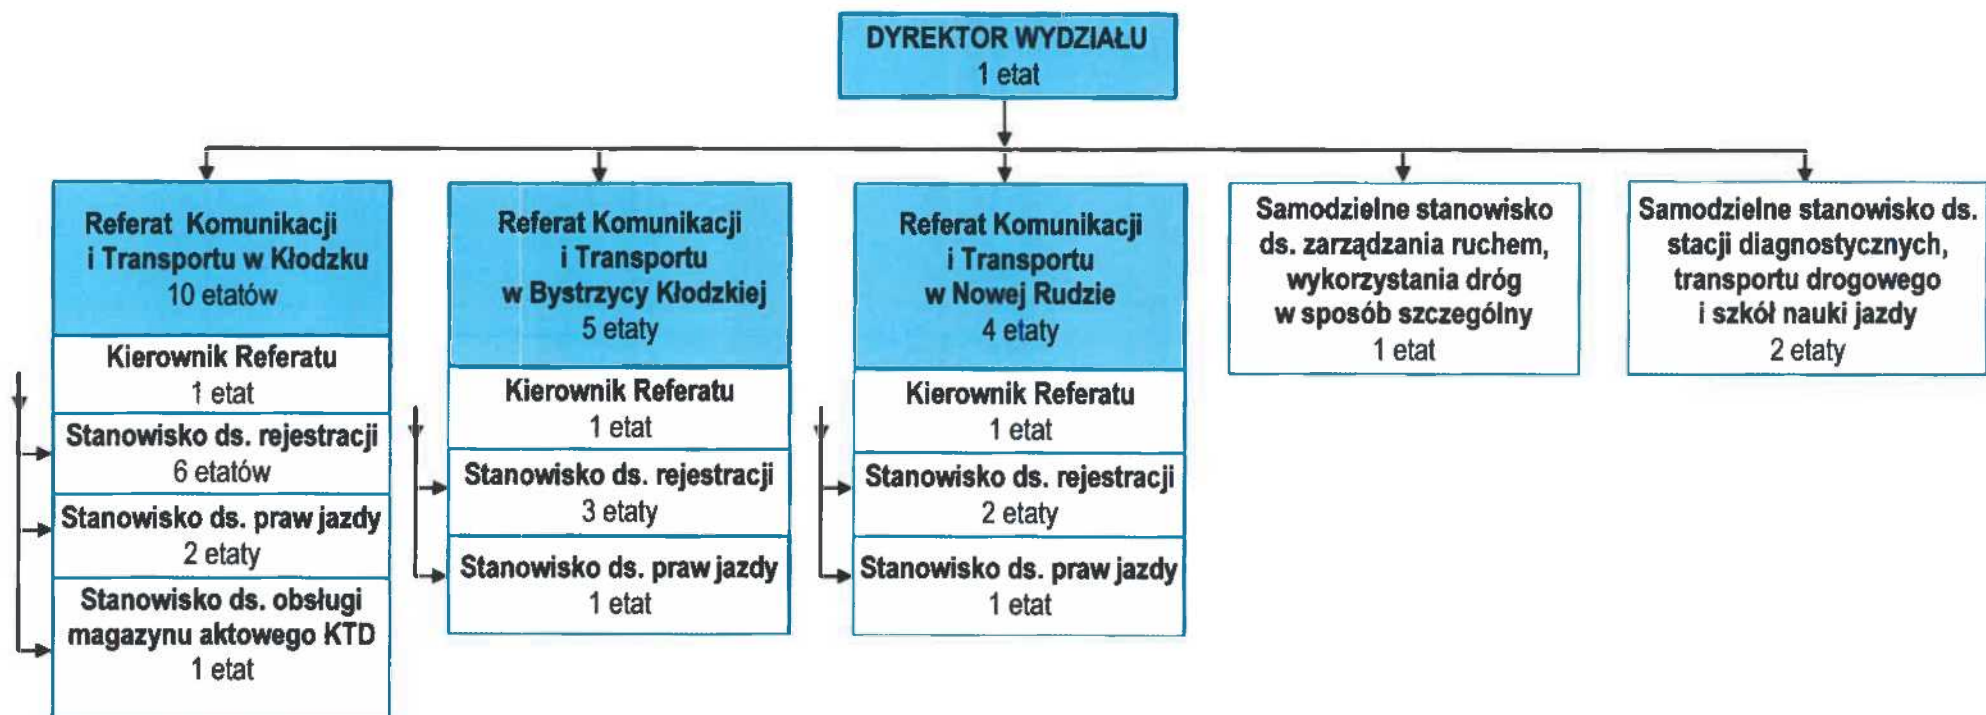 DYREKTOR WYDZIAŁU
1 etat
Referat Komunikacji
i Transportu w Kłodzku
10 etatów
Kierownik Referatu
1 etat
Stanowisko ds. rejestracji
6 etatów
Stanowisko ds. praw jazdy
2 etaty
Stanowisko ds. obsługi
magazynu aktowego KTD
1 etat
Referat Komunikacji
i Transportu
w Bystrzycy Kłodzkiej
5 etaty
Kierownik Referatu
1 etat
Stanowisko ds. rejestracji
3 etaty
Stanowisko ds. praw jazdy
1 etat
Referat Komunikacji
i Transportu
w Nowej Rudzie
4 etaty
Kierownik Referatu
1 etat
Stanowisko ds. rejestracji
2 etaty
Stanowisko ds. praw jazdy
1 etat
Samodzielne stanowisko
ds. zarządzania ruchem,
wykorzystania dróg
w sposób szczególny
1 etat
Samodzielne stanowisko ds.
stacji diagnostycznych,
transportu drogowego
i szkół nauki jazdy
2 etaty